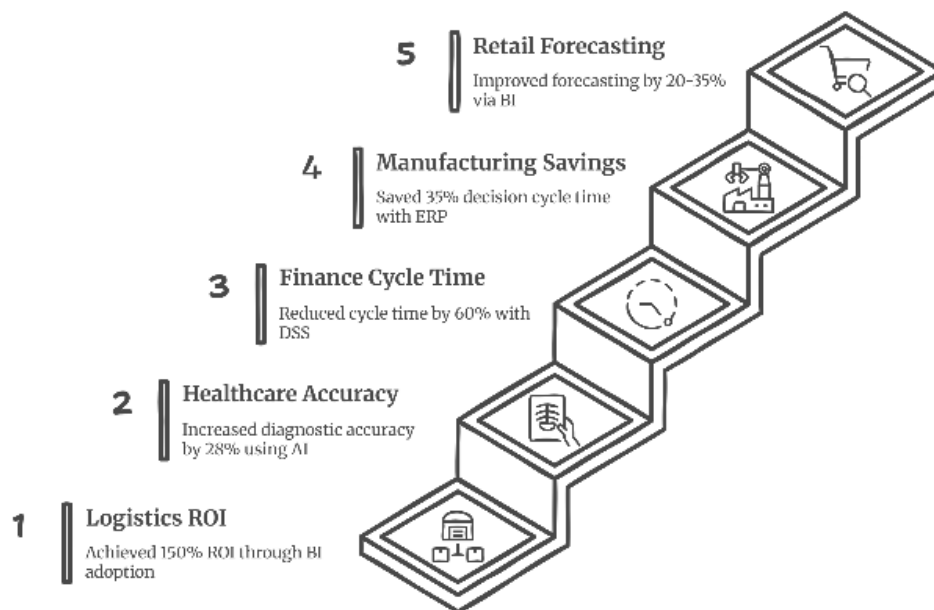 5
Retail Forecasting
Improved forecasting by 20-35%
via BI
4
Manufacturing Savings
Saved 35% decision cycle time
with ERP
3
Finance Cycle Time
Reduced cycle time by 60% with
DSS
2
Healthcare Accuracy
Increased diagnostic accuracy
by 28% using AI
1
Logistics ROI
Achieved 150% ROI through BI
adoption